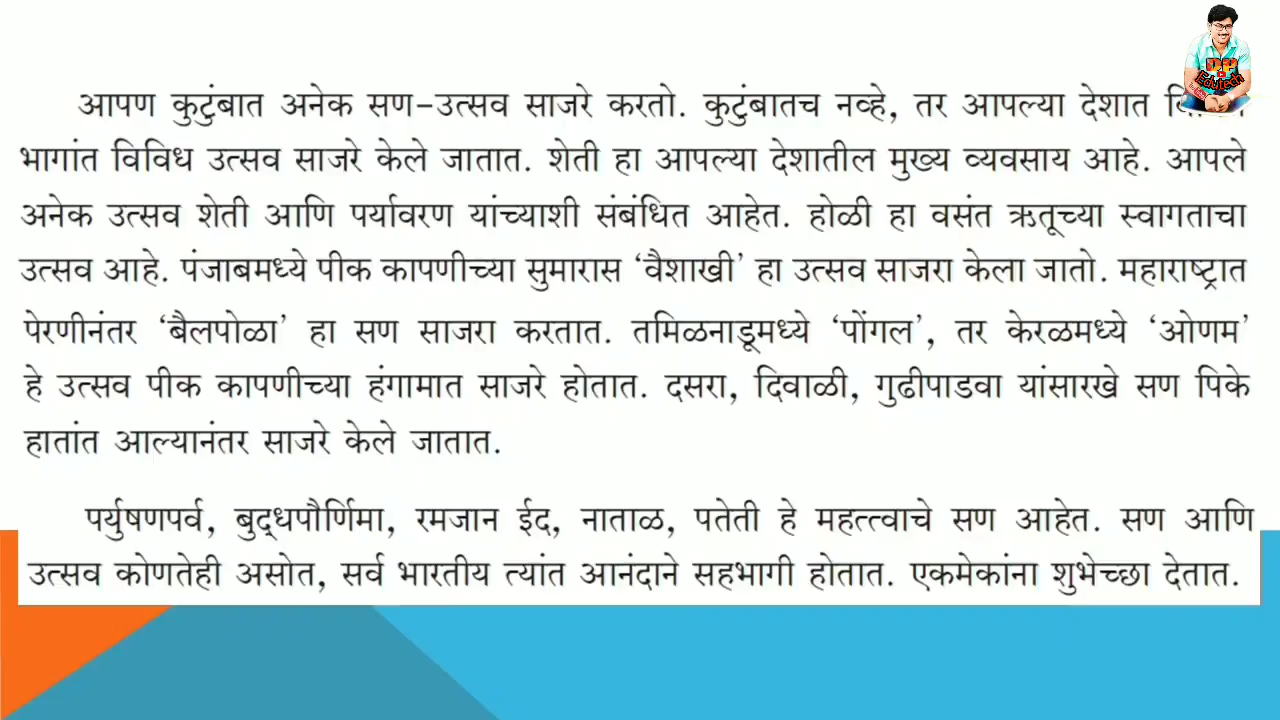 आपण कुटुंबात अनेक सण-उत्सव साजरे करतो. कुटुंबातच नव्हे, तर आपल्या देशात
भागांत विविध उत्सव साजरे केले जातात. शेती हा आपल्या देशातील मुख्य व्यवसाय आहे. आपले
अनेक उत्सव शेती आणि पर्यावरण यांच्याशी संबंधित आहेत. होळी हा वसंत ऋतूच्या स्वागताचा
उत्सव आहे. पंजाबमध्ये पीक कापणीच्या सुमारास ‘वैशाखी’ हा उत्सव साजरा केला जातो. महाराष्ट्रात
पेरणीनंतर ‘बैलपोळा’ हा सण साजरा करतात. तमिळनाडूमध्ये ‘पोंगल’, तर केरळमध्ये ‘ओणम’
हे उत्सव पीक कापणीच्या हंगामात साजरे होतात. दसरा, दिवाळी, गुढीपाडवा यांसारखे सण पिके
हातांत आल्यानंतर साजरे केले जातात.
पर्युषणपर्व, बुद्धपौर्णिमा, रमजान ईद, नाताळ, पतेती हे महत्त्वाचे सण आहेत. सण आणि
उत्सव कोणतेही असोत, सर्व भारतीय त्यांत आनंदाने सहभागी होतात. एकमेकांना शुभेच्छा देतात.
Edutech